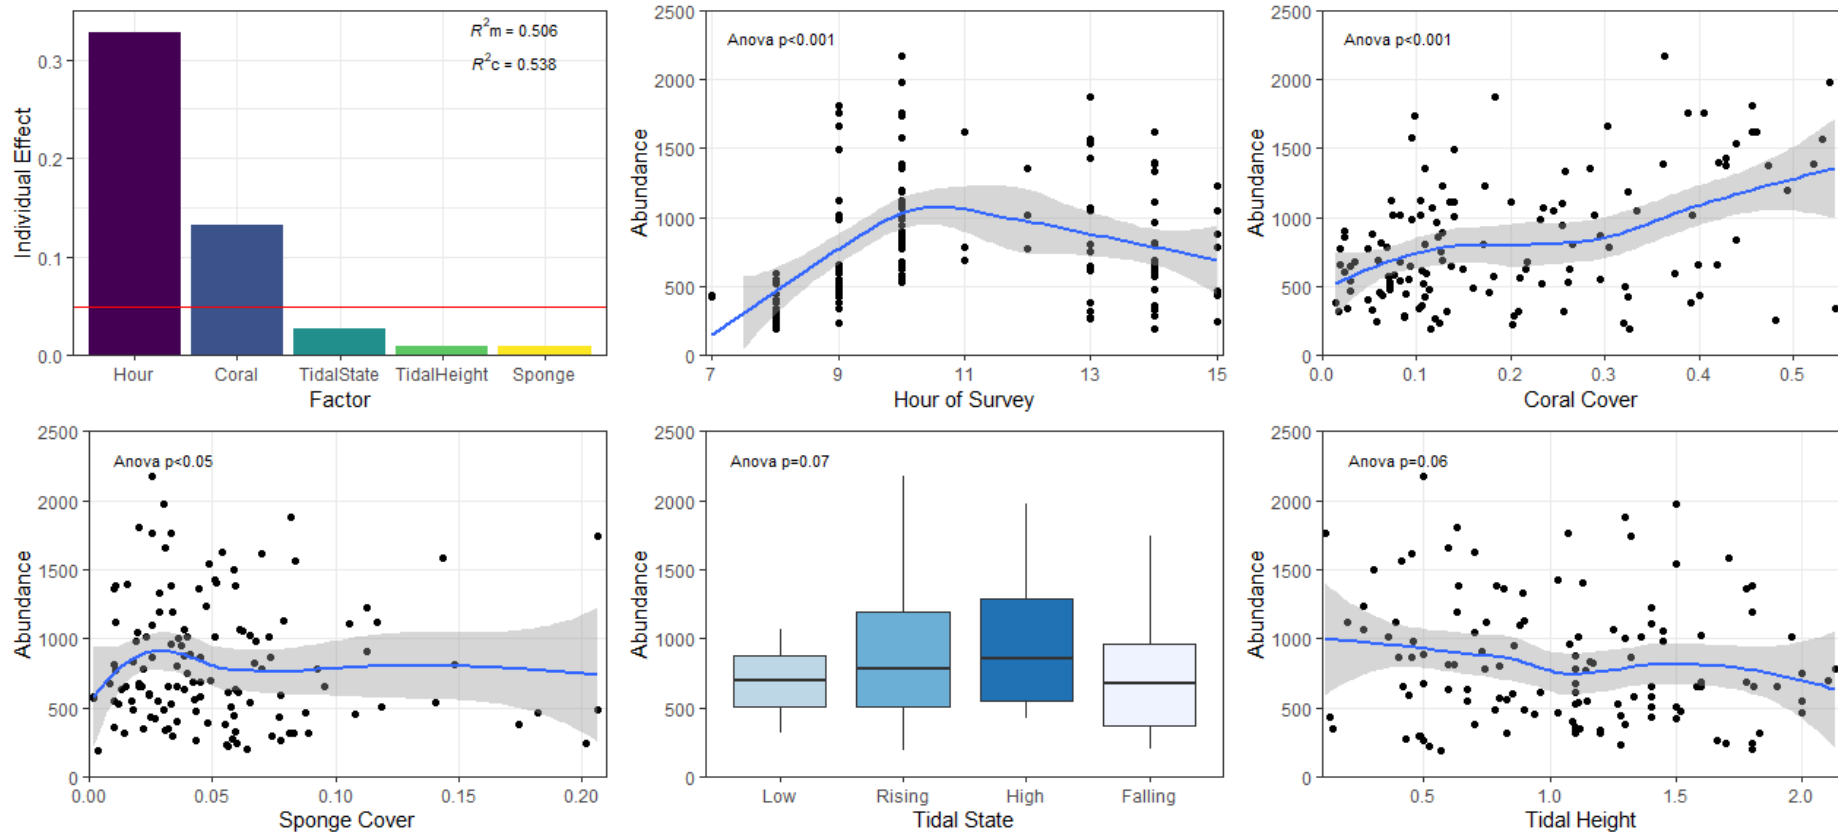 R²m = 0.506
R²c = 0.538
0.3
0.2
0.1
0.0
Individual Effect
Hour Coral TidalState TidalHeight Sponge
Factor
Anova p<0.001
2500
2000
1500
1000
500
0
Abundance
7 9 11 13 15
Hour of Survey
Anova p<0.001
2500
2000
1500
1000
500
0
Abundance
0.0 0.1 0.2 0.3 0.4 0.5
Coral Cover
Anova p<0.05
2500
2000
1500
1000
500
0
Abundance
0.00 0.05 0.10 0.15 0.20
Sponge Cover
Anova p=0.07
2500
2000
1500
1000
500
0
Abundance
Low Rising High Falling
Tidal State
Anova p=0.06
2500
2000
1500
1000
500
0
Abundance
0.5 1.0 1.5 2.0
Tidal Height